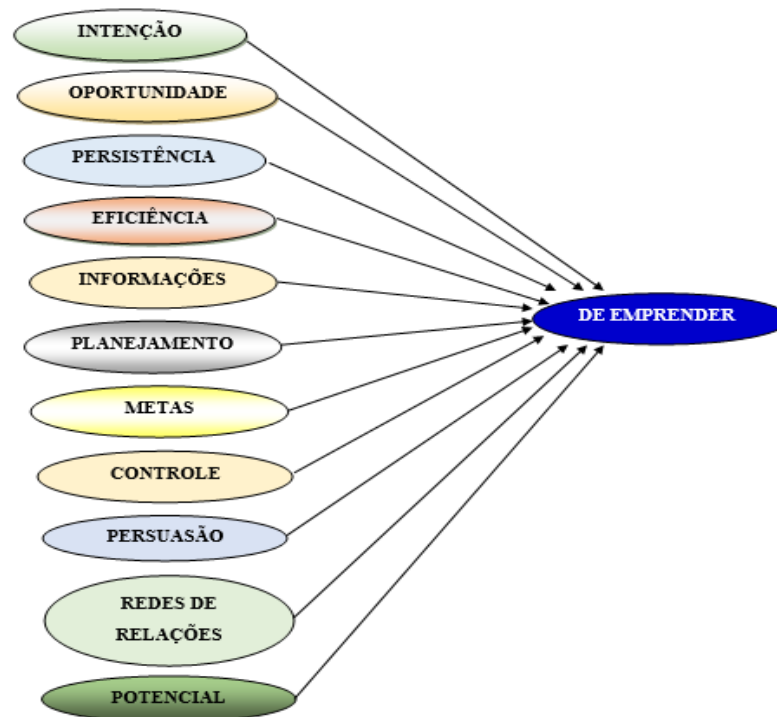 INTENÇÃO
OPORTUNIDADE
PERSISTÊNCIA
EFICIÊNCIA
INFORMAÇÕES
DE EMPRENDER
PLANEJAMENTO
METAS
CONTROLE
PERSUASÃO
REDES DE
RELAÇÕES
POTENCIAL